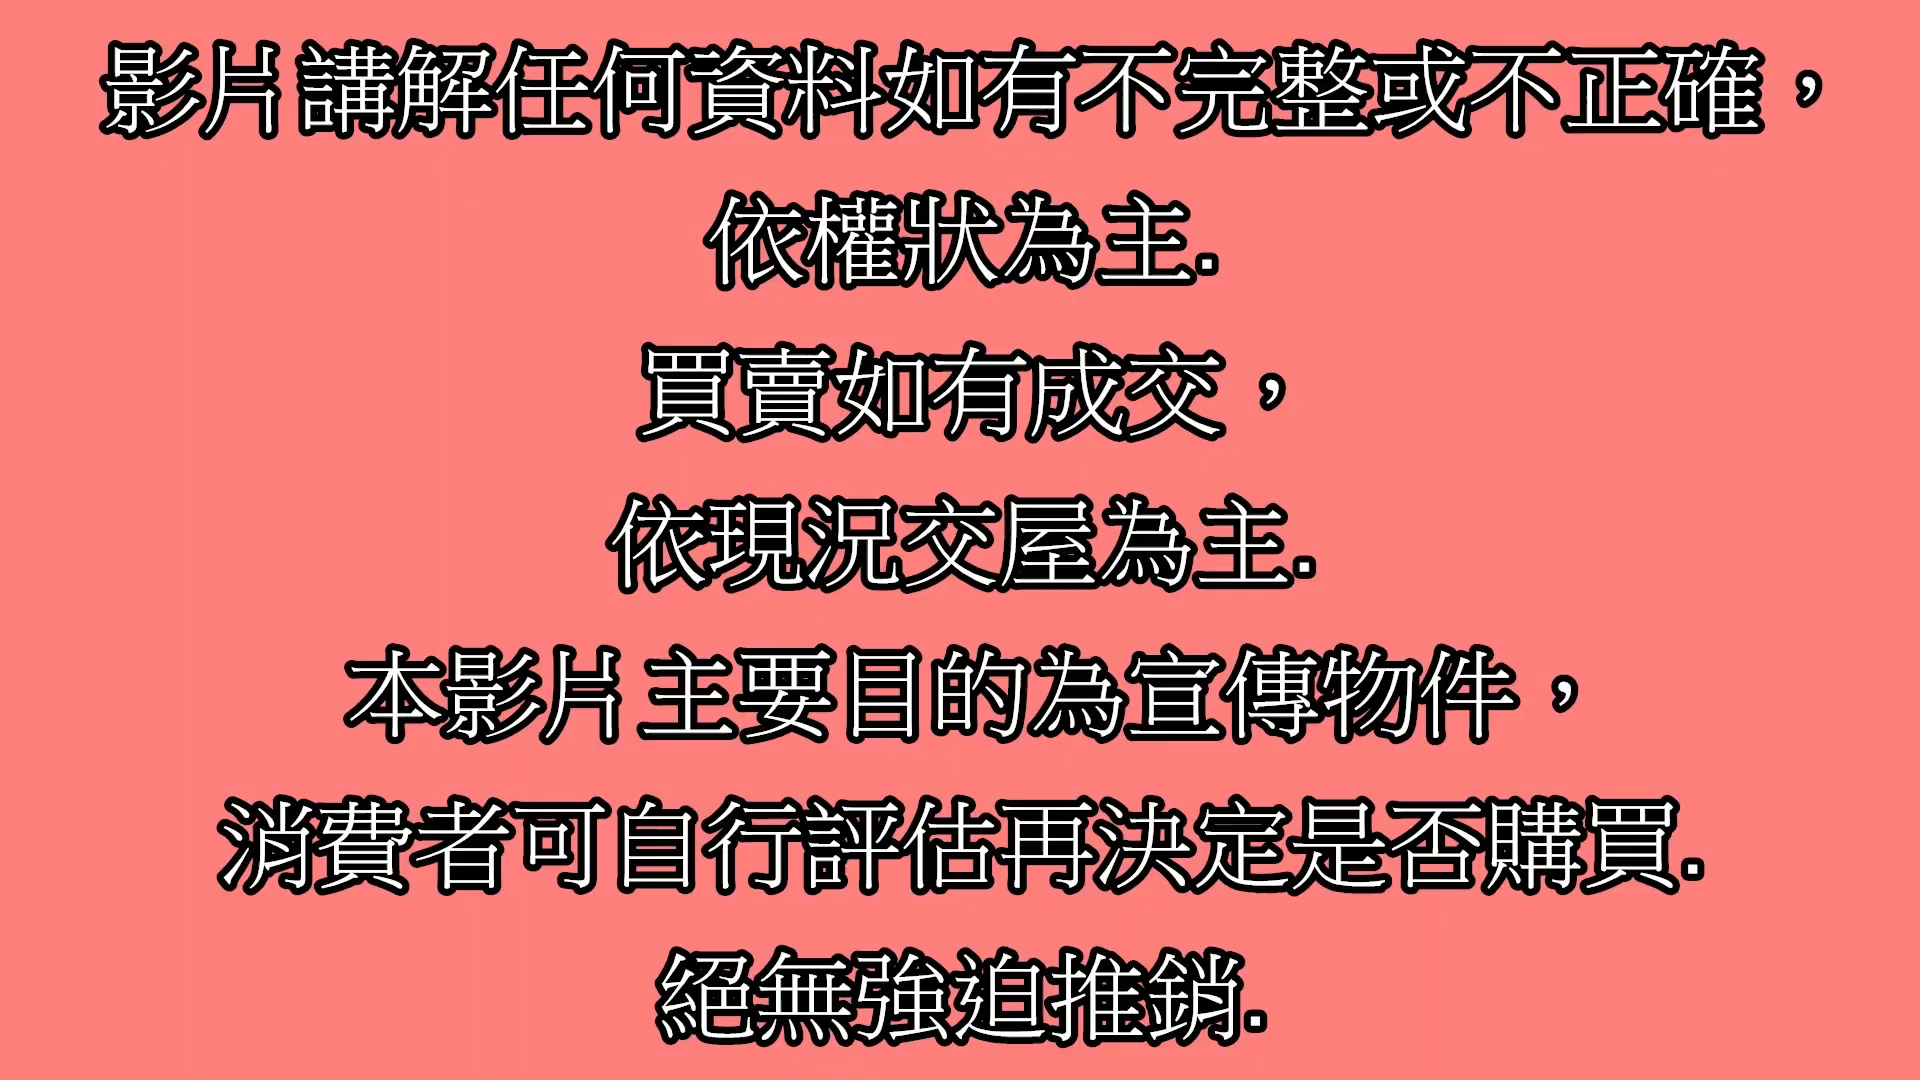 影片講解任何資料如有不完整或不正確，
依權狀為主.
買賣如有成交，
依現況交屋為主.
本影片主要目的為宣傳物件，
消費者可自行評估再決定是否購買.
絕無強迫推銷.